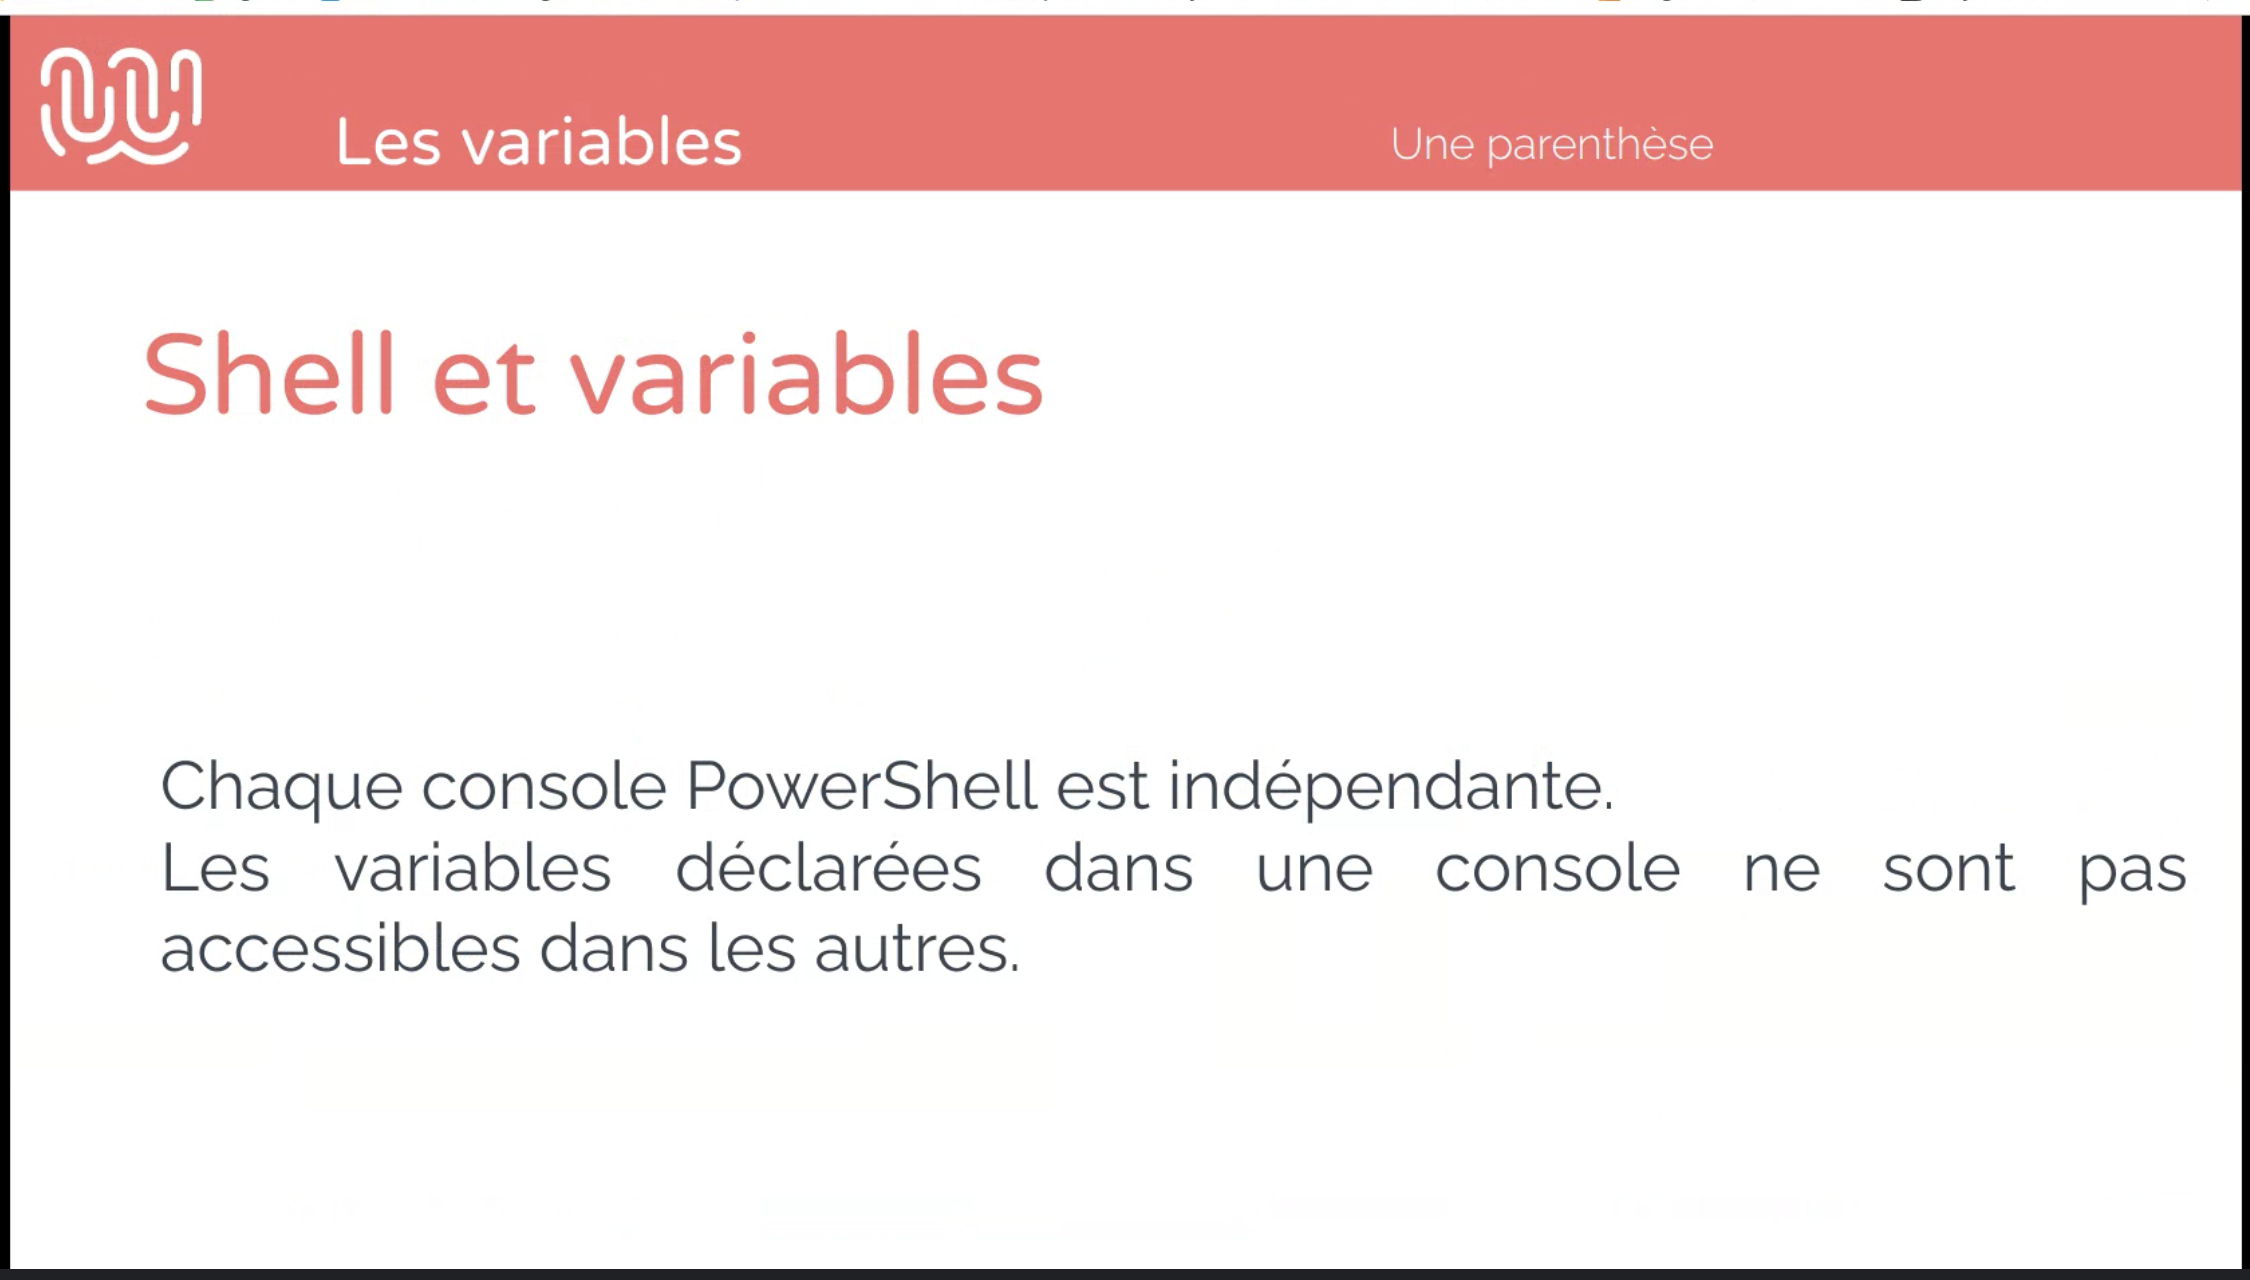 Les variables
Une parenthèse
Shell et variables
Chaque console PowerShell est indépendante.
Les variables déclarées dans une console ne sont pas
accessibles dans les autres.